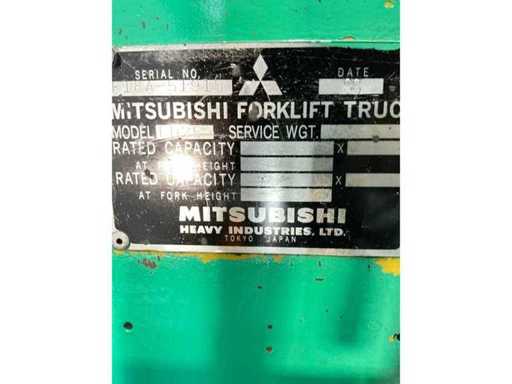 SERIAL NO. DATE
MITSUBISHI FORKLIFT TRUC
MODEL SERVICE WGT.
RATED CAPACITY X
AT FORK HEIGHT
RATED CAPACITY X
AT FORK HEIGHT
MITSUBISHI
HEAVY INDUSTRIES, LTD.
TOKYO JAPAN